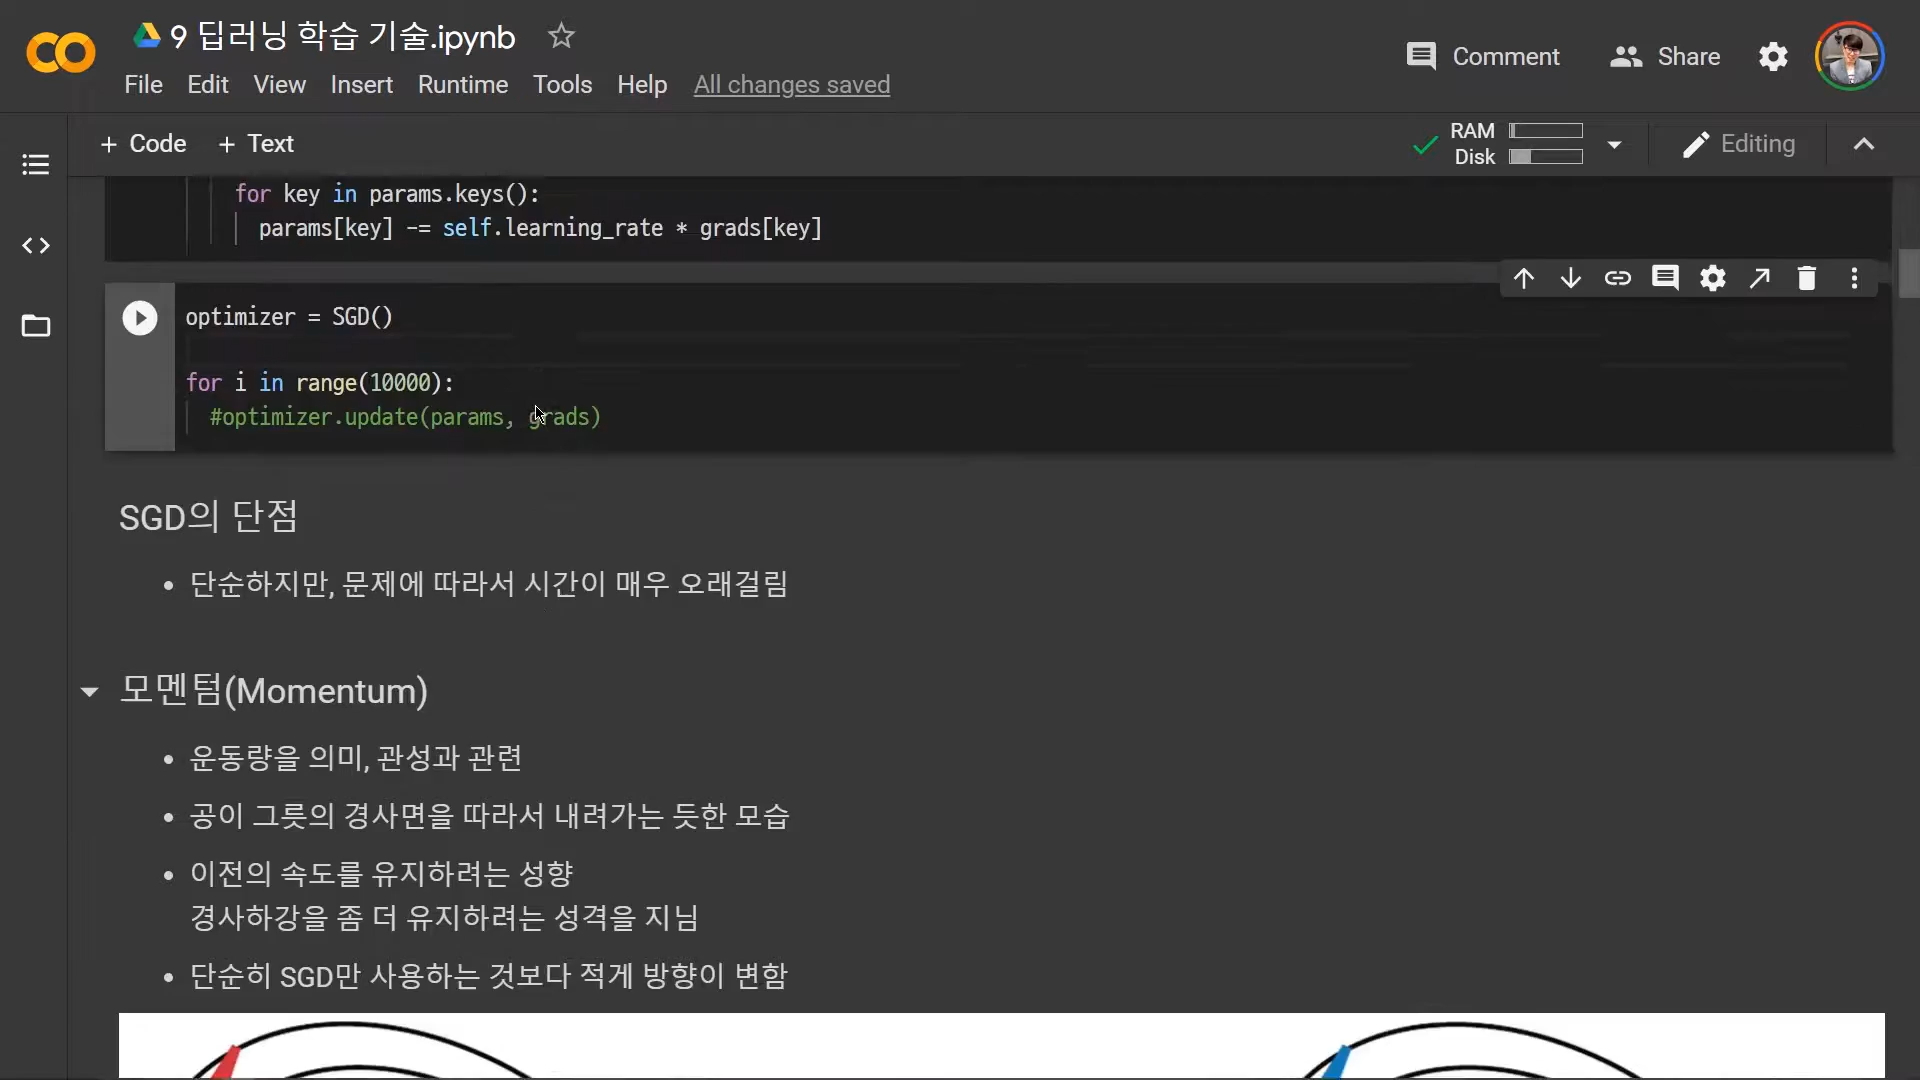 9 딥러닝 학습 기술.ipynb
Comment
Share
File Edit View Insert Runtime Tools Help All changes saved
+ Code + Text
RAM
Disk
Editing
for key in params.keys():
params[key] -= self.learning_rate * grads[key]
optimizer = SGD()
for i in range(10000):
#optimizer.update(params, grads)
SGD의 단점
• 단순하지만, 문제에 따라서 시간이 매우 오래걸림
모멘텀(Momentum)
• 운동량을 의미, 관성과 관련
• 공이 그릇의 경사면을 따라서 내려가는 듯한 모습
• 이전의 속도를 유지하려는 성향
경사하강을 좀 더 유지하려는 성격을 지님
• 단순히 SGD만 사용하는 것보다 적게 방향이 변함